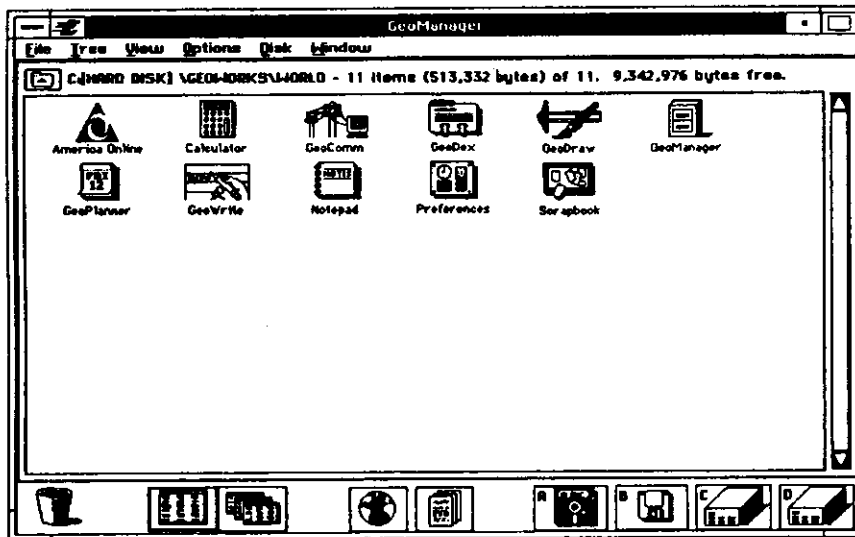 GeoManager
File Tree View Options Disk Window
C:[HARD DISK] \GEOWORKS\WORLD - 11 items (513,332 bytes) of 11. 9,342,976 bytes free.
America Online Calculator GeoComm GeoDex GeoDraw GeoManager
GeoPlanner GeoWrite Notepad Preferences Scrapbook
A B C D